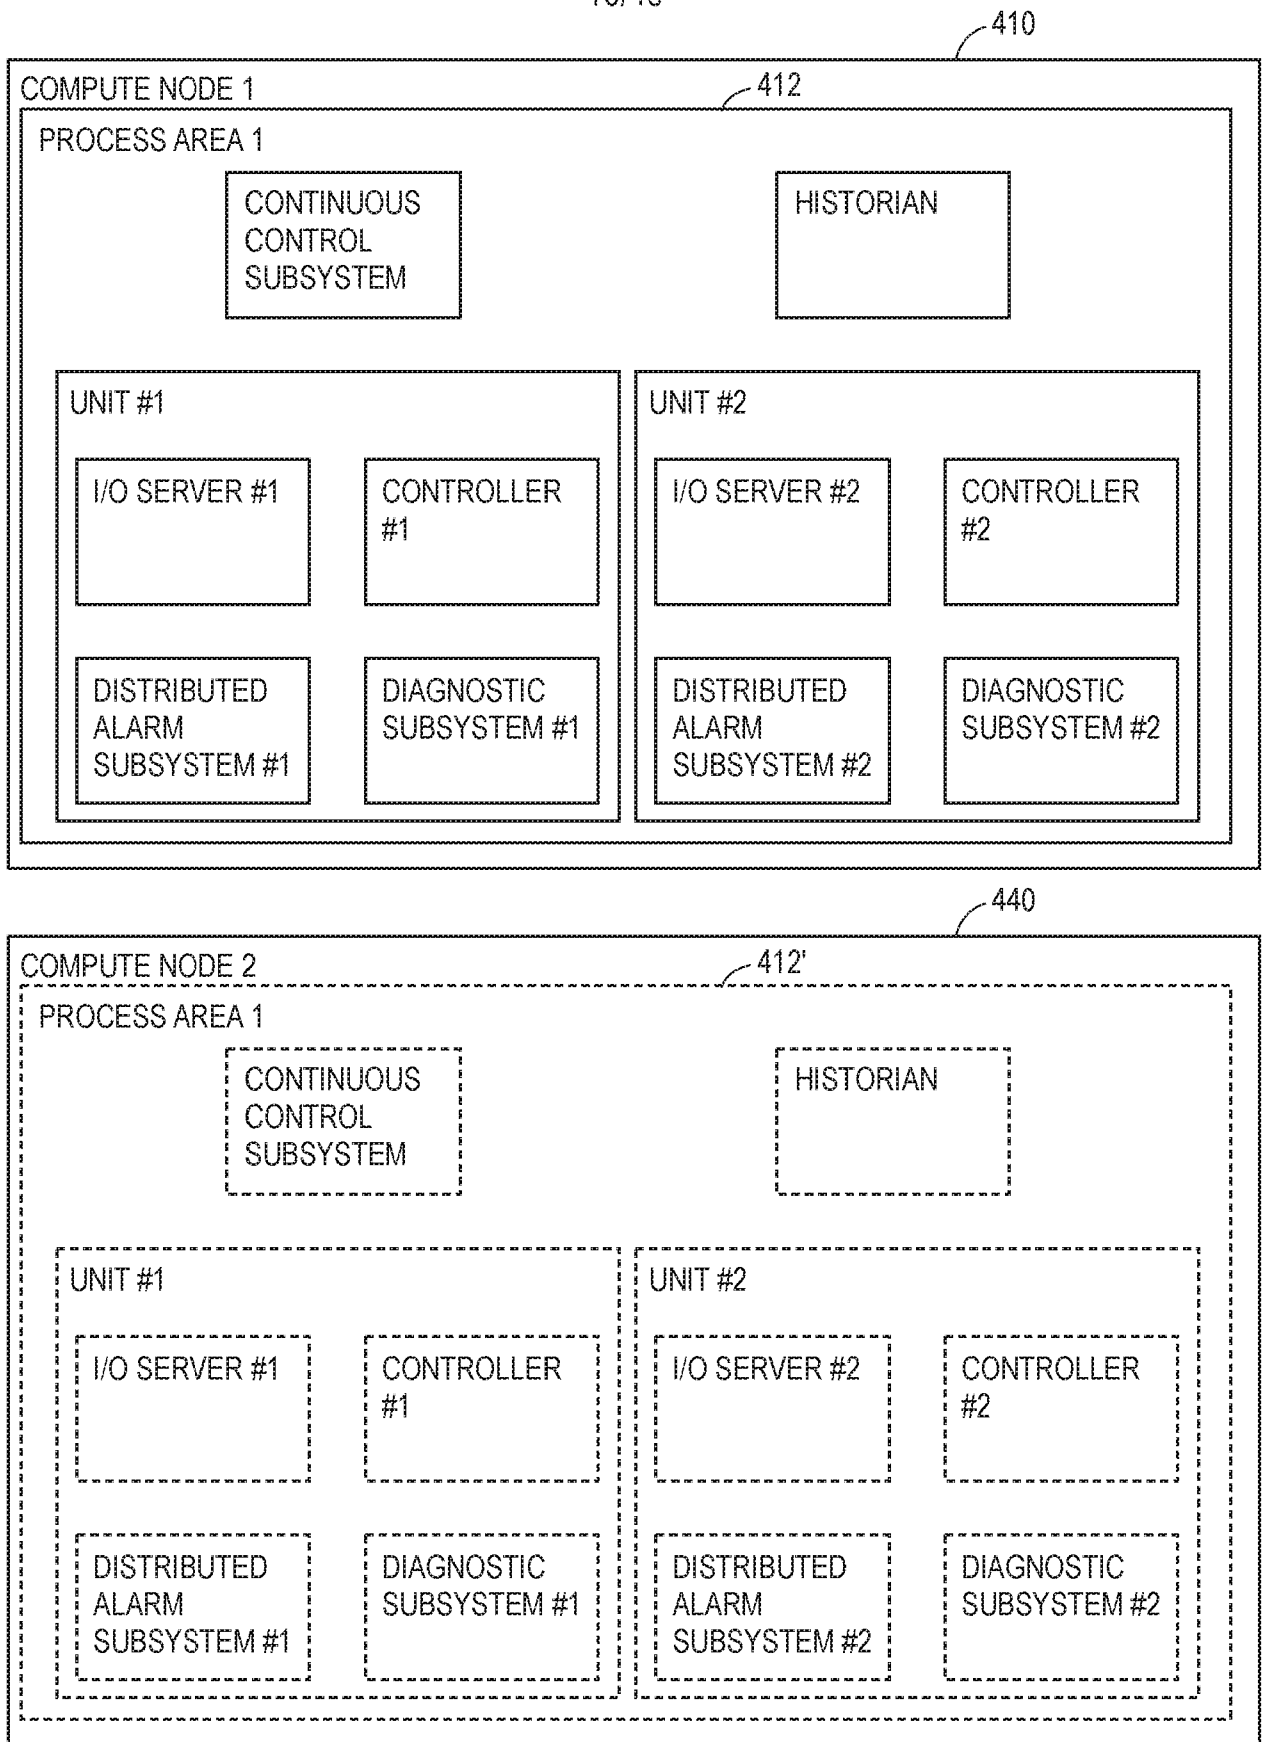 410
COMPUTE NODE 1
412
PROCESS AREA 1
CONTINUOUS
CONTROL
SUBSYSTEM
HISTORIAN
UNIT #1
I/O SERVER #1
CONTROLLER
#1
DISTRIBUTED
ALARM
SUBSYSTEM #1
DIAGNOSTIC
SUBSYSTEM #1
UNIT #2
I/O SERVER #2
CONTROLLER
#2
DISTRIBUTED
ALARM
SUBSYSTEM #2
DIAGNOSTIC
SUBSYSTEM #2
440
COMPUTE NODE 2
412'
PROCESS AREA 1
CONTINUOUS
CONTROL
SUBSYSTEM
HISTORIAN
UNIT #1
I/O SERVER #1
CONTROLLER
#1
DISTRIBUTED
ALARM
SUBSYSTEM #1
DIAGNOSTIC
SUBSYSTEM #1
UNIT #2
I/O SERVER #2
CONTROLLER
#2
DISTRIBUTED
ALARM
SUBSYSTEM #2
DIAGNOSTIC
SUBSYSTEM #2